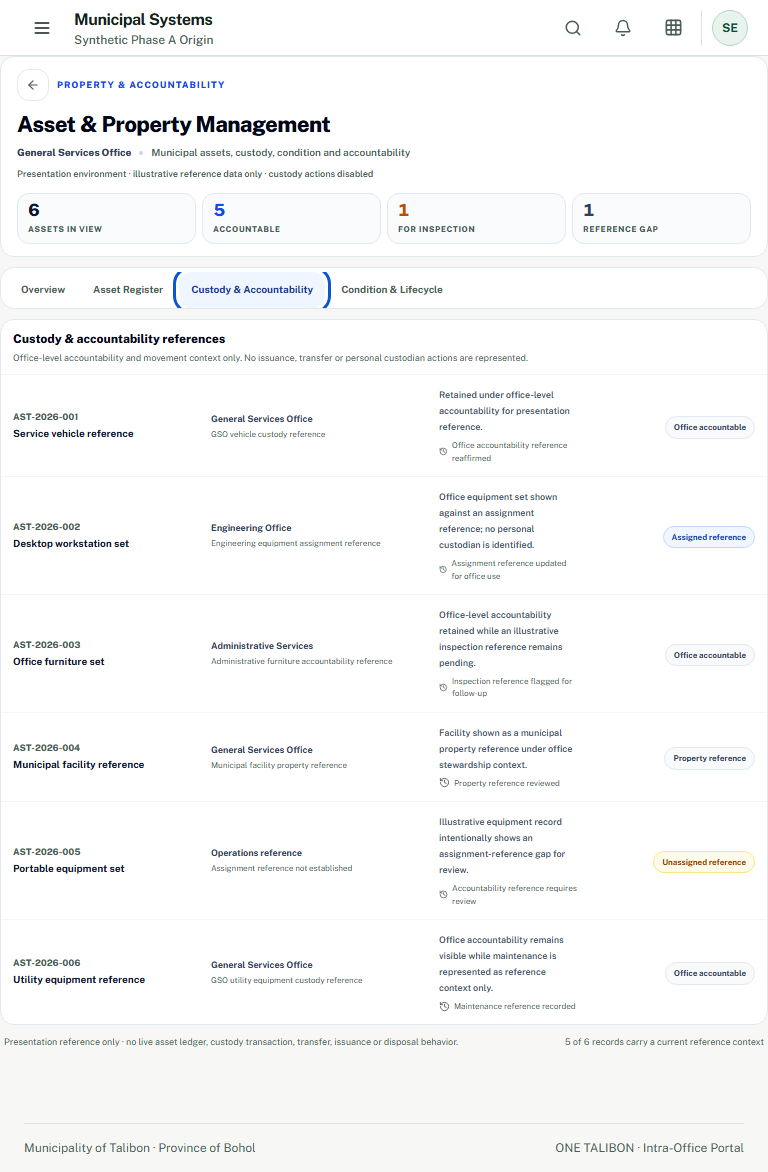 Municipal Systems
Synthetic Phase A Origin
SE
PROPERTY & ACCOUNTABILITY
Asset & Property Management
General Services Office • Municipal assets, custody, condition and accountability
Presentation environment · illustrative reference data only · custody actions disabled
6
ASSETS IN VIEW
5
ACCOUNTABLE
1
FOR INSPECTION
1
REFERENCE GAP
Overview
Asset Register
Custody & Accountability
Condition & Lifecycle
Custody & accountability references
Office-level accountability and movement context only. No issuance, transfer or personal custodian actions are represented.
AST-2026-001
Service vehicle reference
General Services Office
GSO vehicle custody reference
Retained under office-level
accountability for presentation
reference.
Office accountability reference
reaffirmed
Office accountable
AST-2026-002
Desktop workstation set
Engineering Office
Engineering equipment assignment reference
Office equipment set shown
against an assignment
reference; no personal
custodian is identified.
Assignment reference updated
for office use
Assigned reference
AST-2026-003
Office furniture set
Administrative Services
Administrative furniture accountability reference
Office-level accountability
retained while an illustrative
inspection reference remains
pending.
Inspection reference flagged for
follow-up
Office accountable
AST-2026-004
Municipal facility reference
General Services Office
Municipal facility property reference
Facility shown as a municipal
property reference under office
stewardship context.
Property reference reviewed
Property reference
AST-2026-005
Portable equipment set
Operations reference
Assignment reference not established
Illustrative equipment record
intentionally shows an
assignment-reference gap for
review.
Accountability reference requires
review
Unassigned reference
AST-2026-006
Utility equipment reference
General Services Office
GSO utility equipment custody reference
Office accountability remains
visible while maintenance is
represented as reference
context only.
Maintenance reference recorded
Office accountable
Presentation reference only · no live asset ledger, custody transaction, transfer, issuance or disposal behavior.
5 of 6 records carry a current reference context
Municipality of Talibon · Province of Bohol
ONE TALIBON · Intra-Office Portal